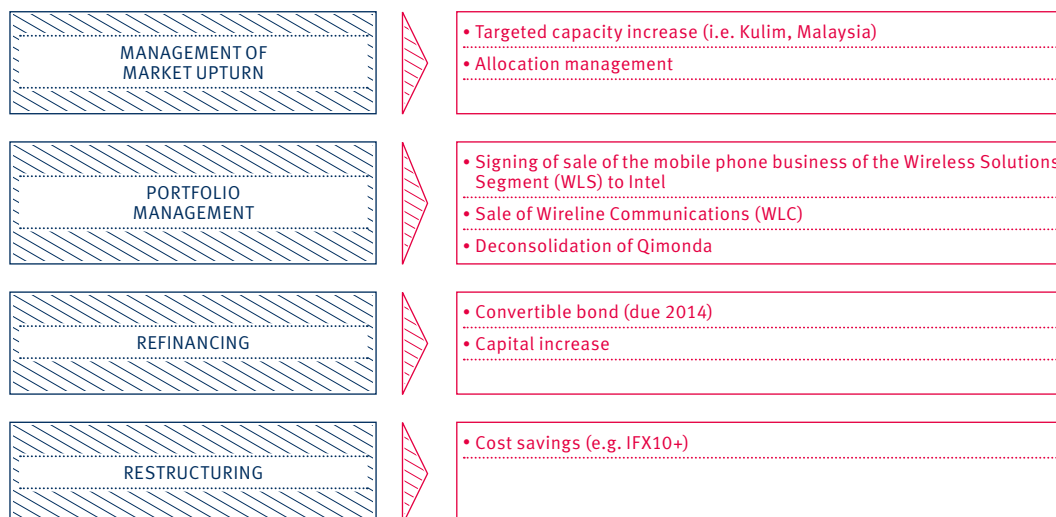 MANAGEMENT OF
MARKET UPTURN
• Targeted capacity increase (i.e. Kulim, Malaysia)
• Allocation management
PORTFOLIO
MANAGEMENT
• Signing of sale of the mobile phone business of the Wireless Solutions
Segment (WLS) to Intel
• Sale of Wireline Communications (WLC)
• Deconsolidation of Qimonda
REFINANCING
• Convertible bond (due 2014)
• Capital increase
RESTRUCTURING
• Cost savings (e.g. IFX10+)